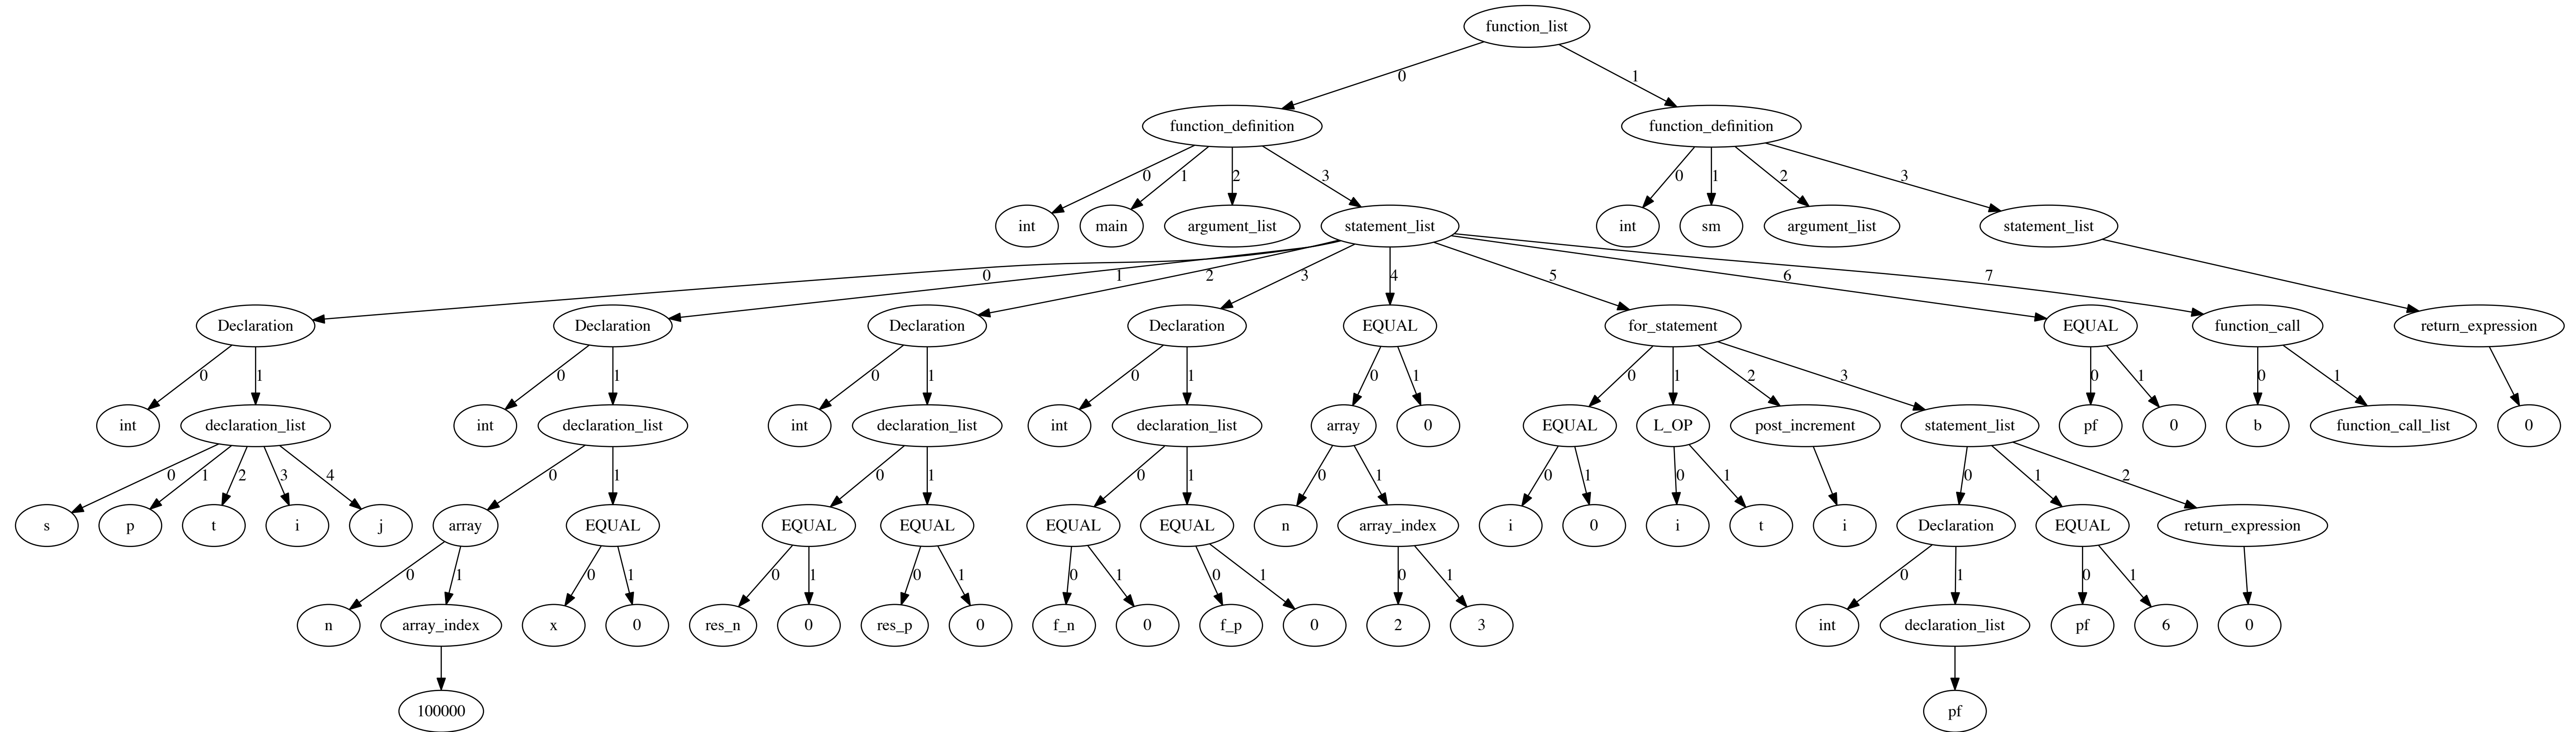 function_list
0 1
function_definition function_definition
0 1 2 3 0 1 2 3
int main argument_list statement_list int sm argument_list statement_list
0 1 2 3 4 5 6 7
Declaration Declaration Declaration Declaration EQUAL for_statement EQUAL function_call return_expression
0 1 0 1 0 1 0 1 0 1 0 1 2 3 0 1 0 1
int declaration_list int declaration_list int declaration_list int declaration_list array 0 EQUAL L_OP post_increment statement_list pf 0 b function_call_list 0
0 1 2 3 4 0 1 0 1 0 1 0 1 0 1 0 1 0 1 2
s p t i j array EQUAL EQUAL EQUAL EQUAL EQUAL n array_index i 0 i t i Declaration EQUAL return_expression
0 1 0 1 0 1 0 1 0 1 0 1 0 1 0 1 0 1
n array_index x 0 res_n 0 res_p 0 f_n 0 f_p 0 2 3 int declaration_list pf 6 0
100000 pf